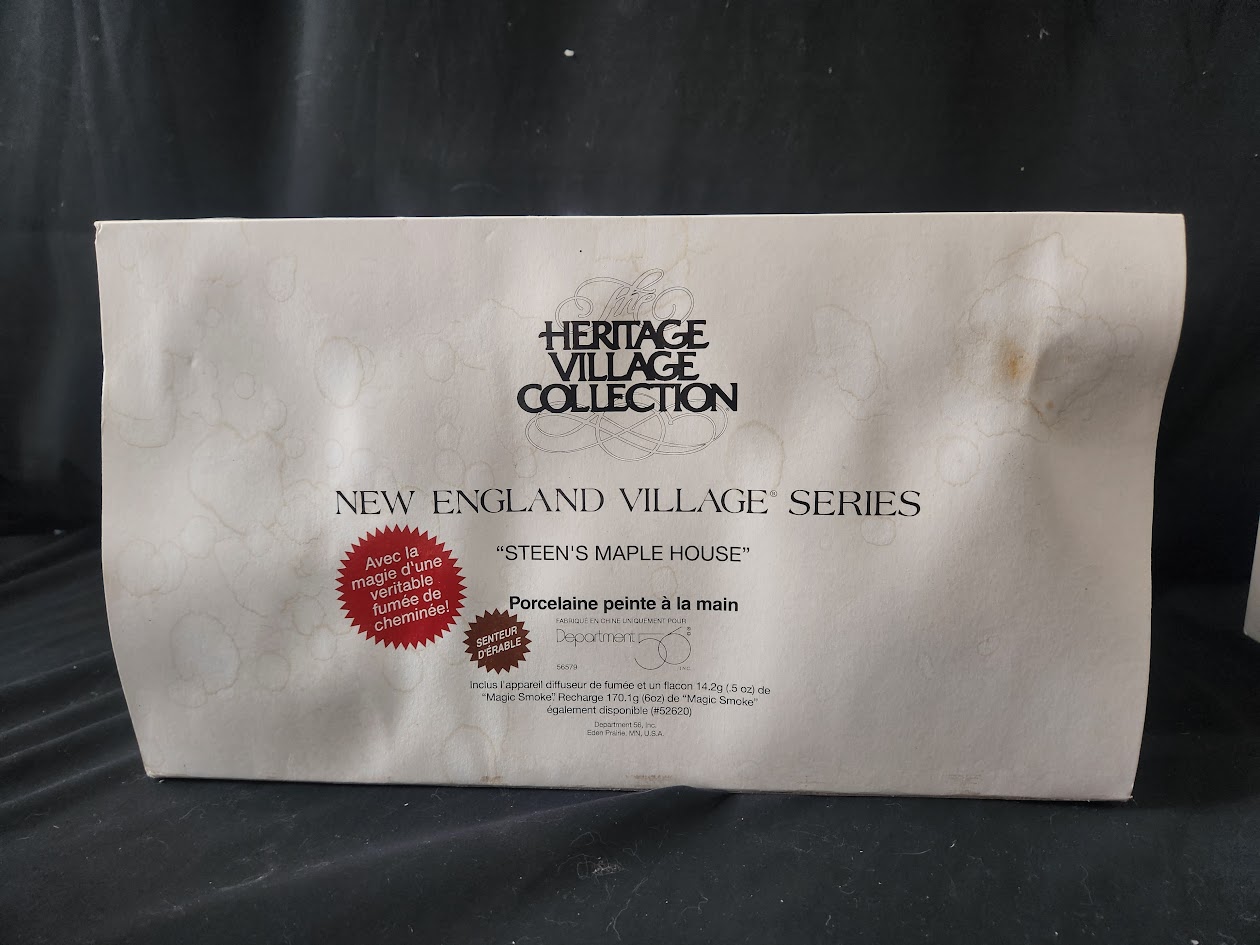 The
HERITAGE
VILLAGE
COLLECTION
NEW ENGLAND VILLAGE® SERIES
“STEEN'S MAPLE HOUSE”
Avec la
magie d'une
veritable
fumée de
cheminée!
Porcelaine peinte à la main
SENTEUR
D'ÉRABLE
FABRIQUÉ EN CHINE UNIQUEMENT POUR
Department 56®
INC.
56579
Inclus l'appareil diffuseur de fumée et un flacon 14.2g (.5 oz) de
“Magic Smoke”. Recharge 170.1g (6oz) de “Magic Smoke”
également disponible (#52620)
Department 56, Inc.
Eden Prairie, MN, U.S.A.